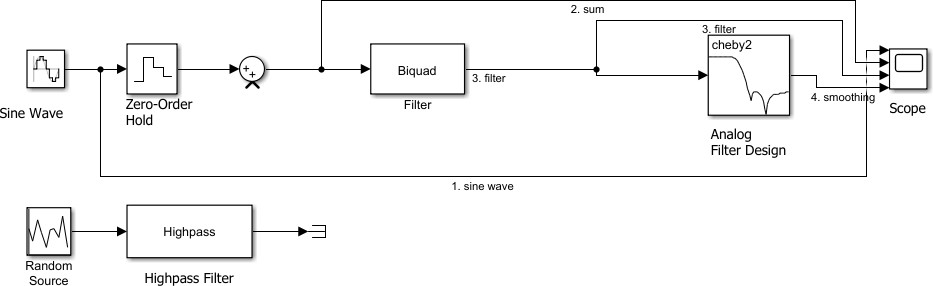 2. sum
3. filter
cheby2
Biquad
3. filter
4. smoothing
Sine Wave
Zero-Order
Hold
Filter
Scope
Analog
Filter Design
1. sine wave
Highpass
Random
Source
Highpass Filter